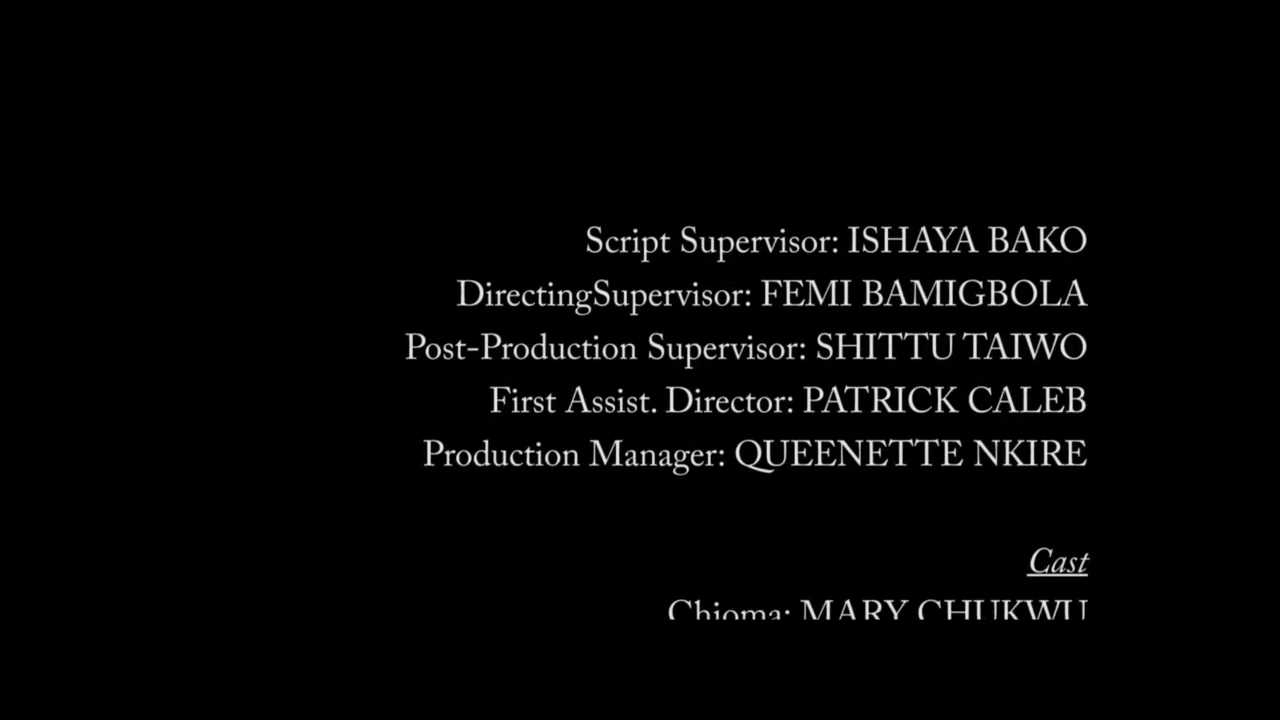 Script Supervisor: ISHAYA BAKO
DirectingSupervisor: FEMI BAMIGBOLA
Post-Production Supervisor: SHITTU TAIWO
First Assist. Director: PATRICK CALEB
Production Manager: QUEENETTE NKIRE
Cast
Chioma: MARY CHUKWU